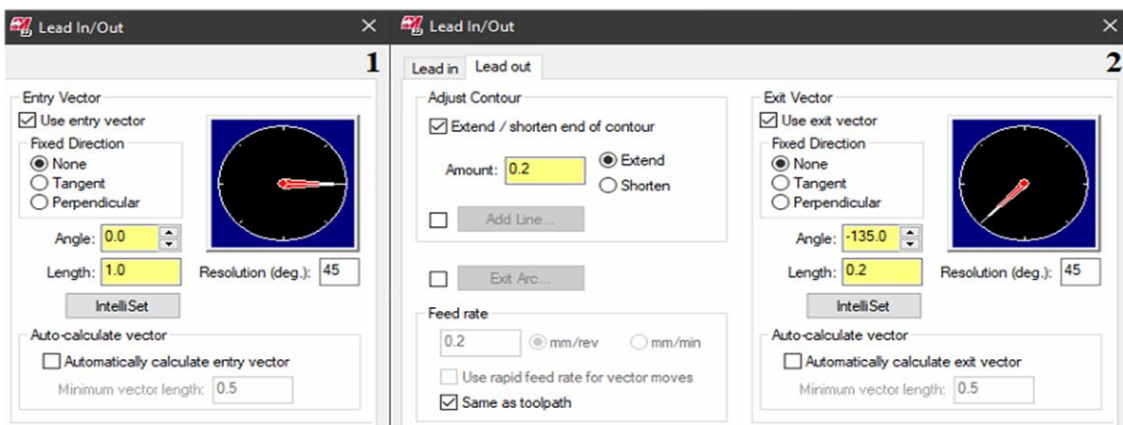 Lead In/Out
1
Entry Vector
Use entry vector
Fixed Direction
None
Tangent
Perpendicular
Angle: 0.0
Length: 1.0 Resolution (deg.): 45
IntelliSet
Auto-calculate vector
Automatically calculate entry vector
Minimum vector length: 0.5
Lead In/Out
2
Lead in Lead out
Adjust Contour
Extend / shorten end of contour
Amount: 0.2 Extend
Shorten
Add Line...
Exit Arc...
Feed rate
0.2 mm/rev mm/min
Use rapid feed rate for vector moves
Same as toolpath
Exit Vector
Use exit vector
Fixed Direction
None
Tangent
Perpendicular
Angle: -135.0
Length: 0.2 Resolution (deg.): 45
IntelliSet
Auto-calculate vector
Automatically calculate exit vector
Minimum vector length: 0.5